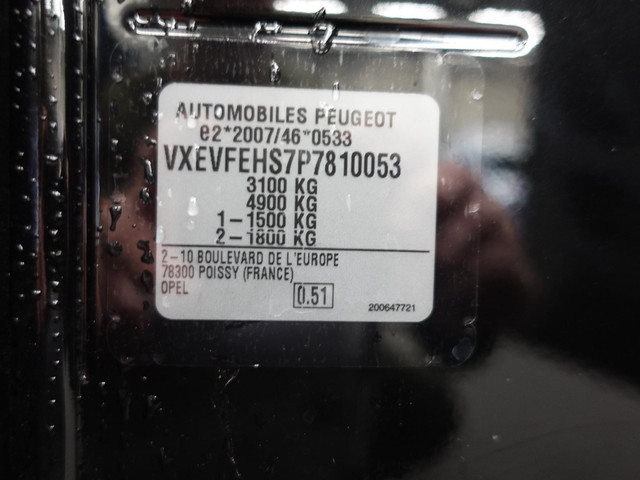 AUTOMOBILES PEUGEOT
e2*2007/46*0533
VXEVFEHS7P7810053
3100 KG
4900 KG
1-1500 KG
2-1800 KG
2-10 BOULEVARD DE L'EUROPE
78300 POISSY (FRANCE)
OPEL
0.51
200647721